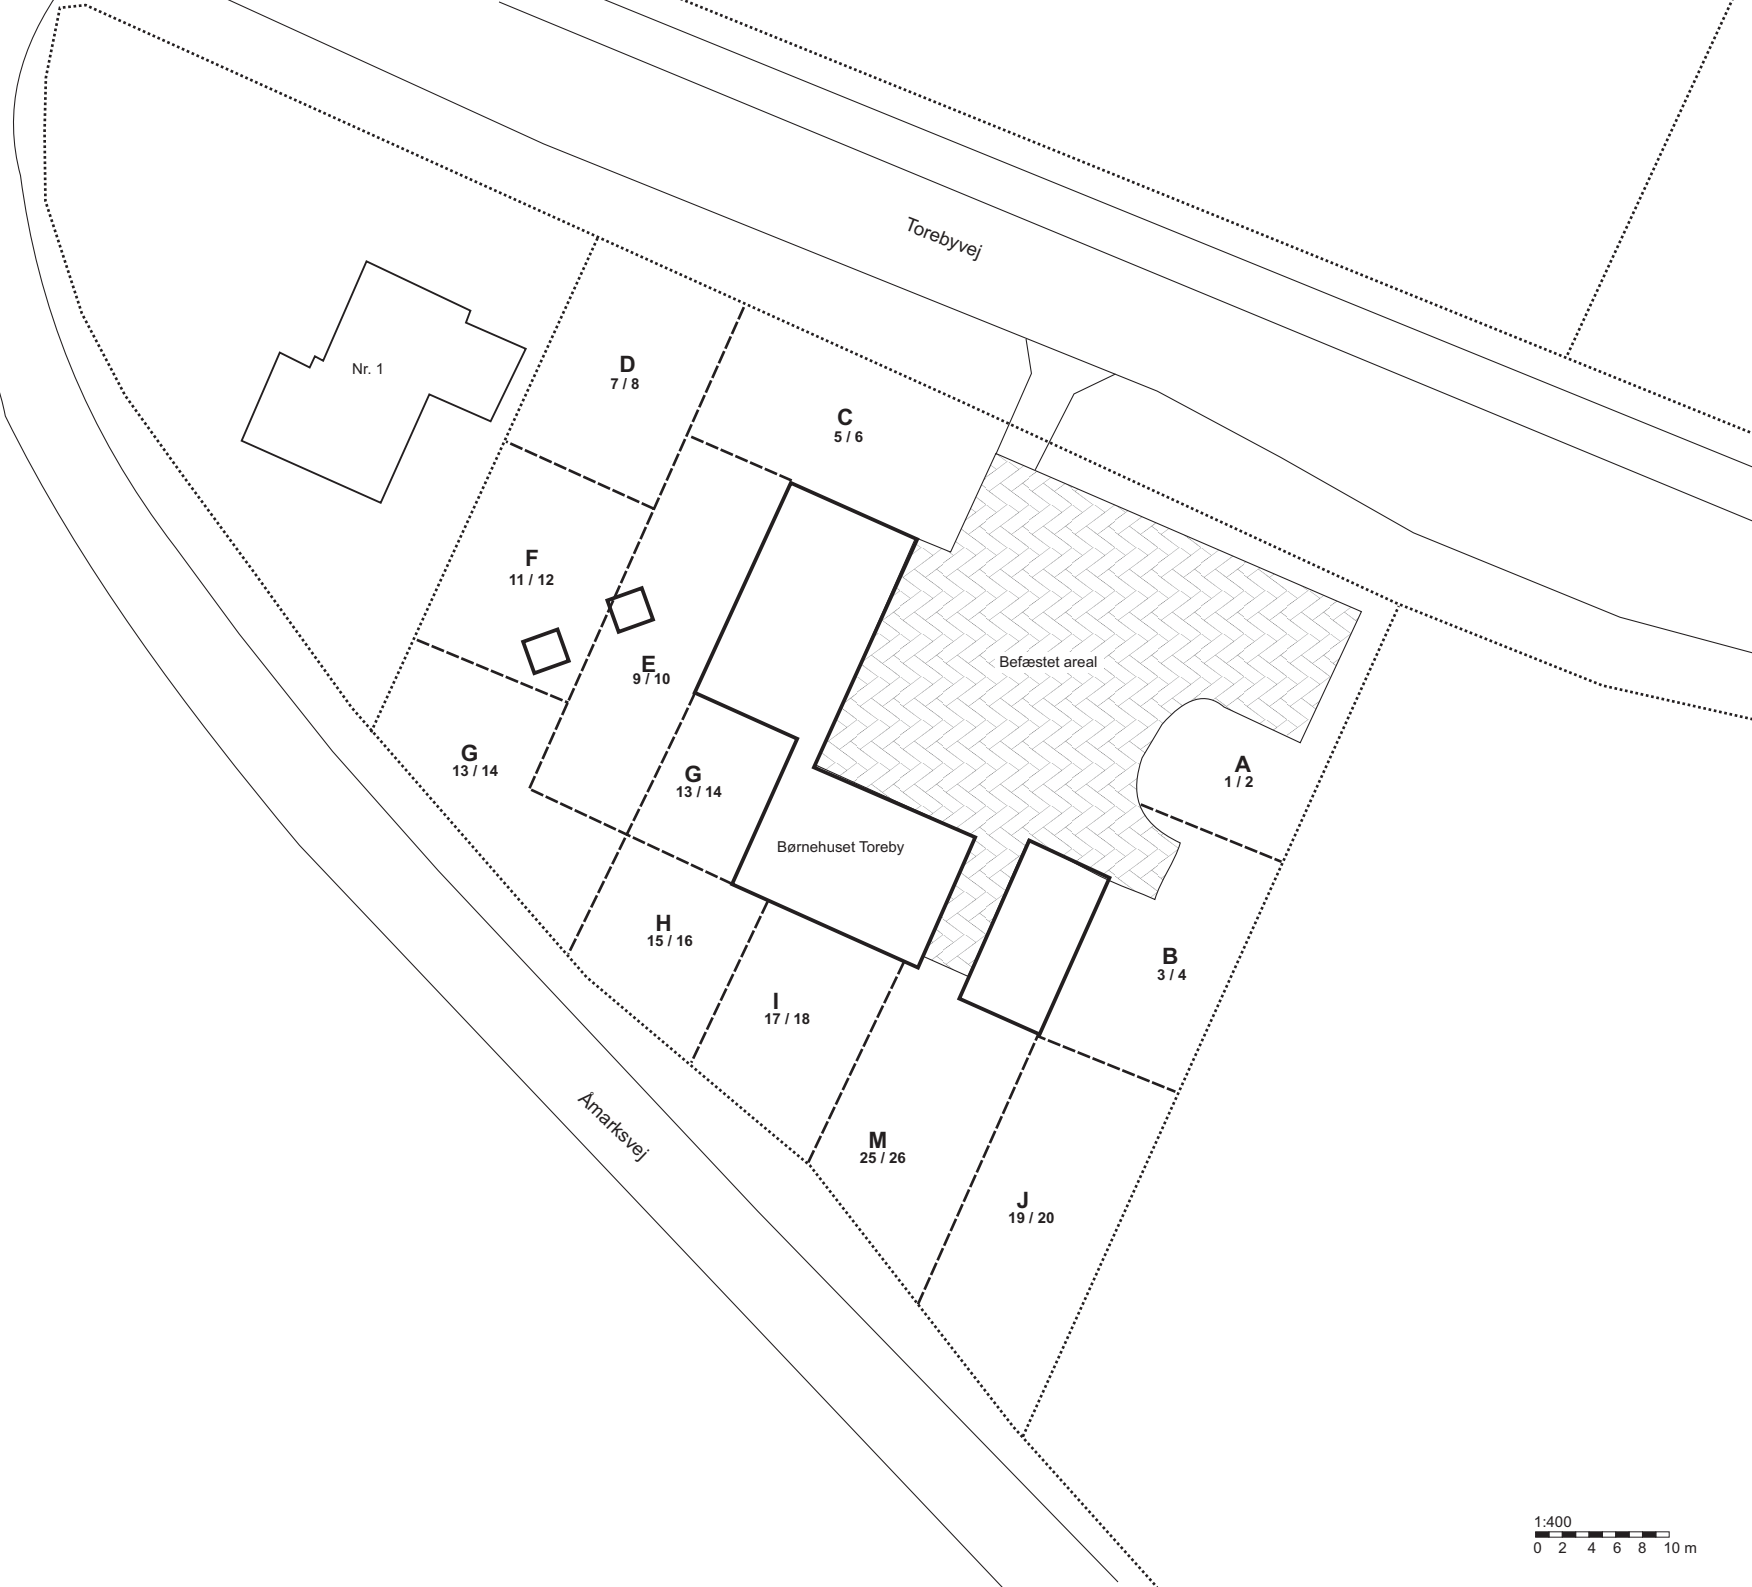 Torebyvej
Nr. 1
D
7 / 8
C
5 / 6
F
11 / 12
E
9 / 10
Befæstet areal
G
13 / 14
G
13 / 14
A
1 / 2
Børnehuset Toreby
H
15 / 16
B
3 / 4
I
17 / 18
Åmarksvej
M
25 / 26
J
19 / 20
1:400
0 2 4 6 8 10 m